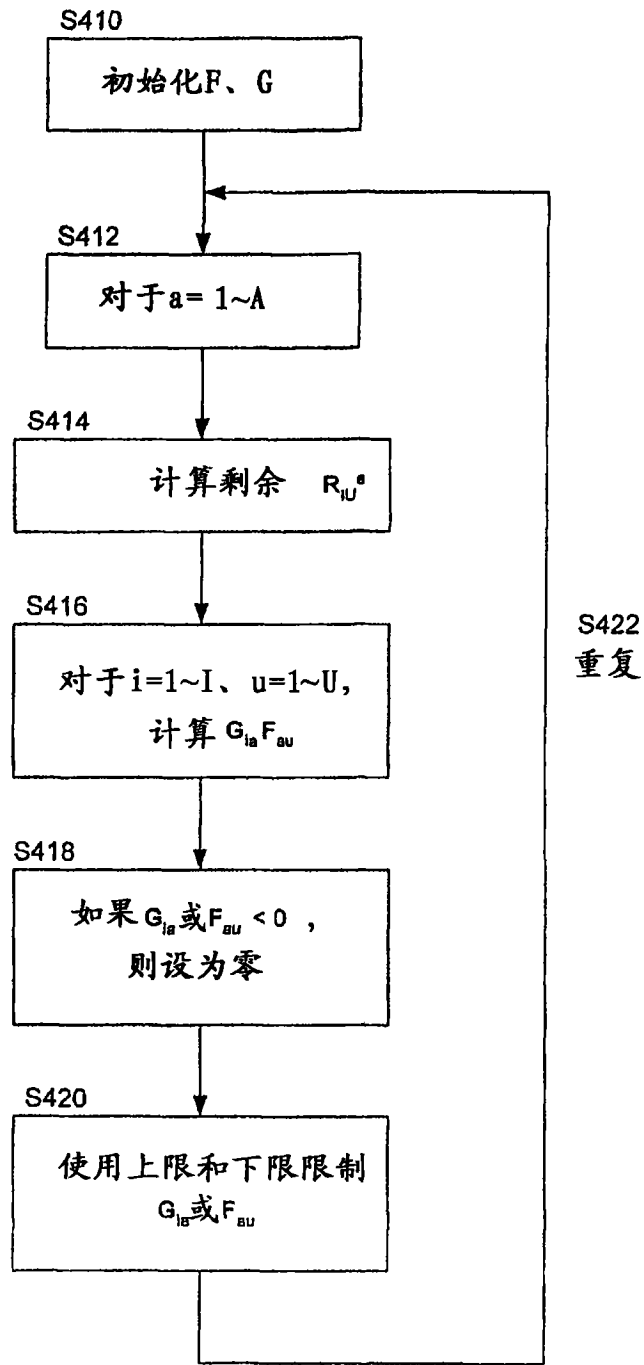 S410
初始化F、G
S412
对于a= 1~A
S414
计算剩余 R_IU^a
S416
对于i=1~I、u=1~U,
计算 G_ia F_au
S418
如果 G_ia或F_au < 0 ,
则设为零
S420
使用上限和下限限制
G_ia或F_au
S422
重复